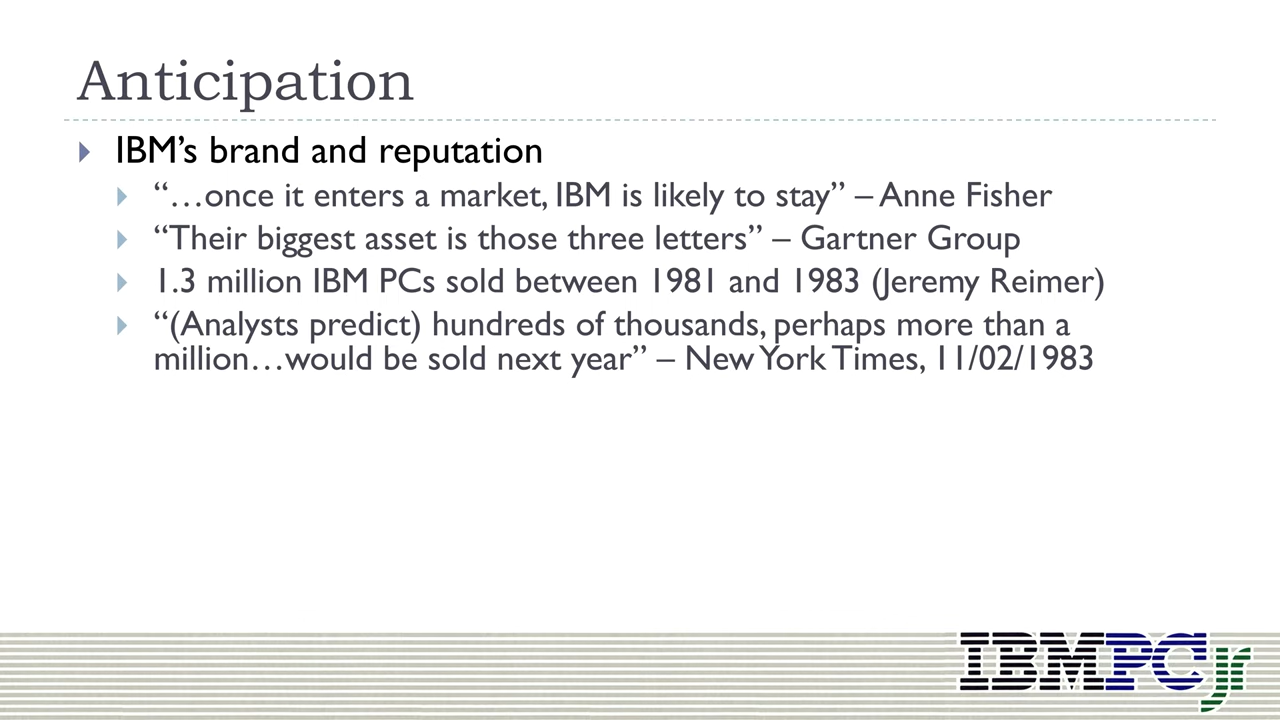 Anticipation
IBM’s brand and reputation
“…once it enters a market, IBM is likely to stay” – Anne Fisher
“Their biggest asset is those three letters” – Gartner Group
1.3 million IBM PCs sold between 1981 and 1983 (Jeremy Reimer)
“(Analysts predict) hundreds of thousands, perhaps more than a
million…would be sold next year” – New York Times, 11/02/1983
IBM PCjr